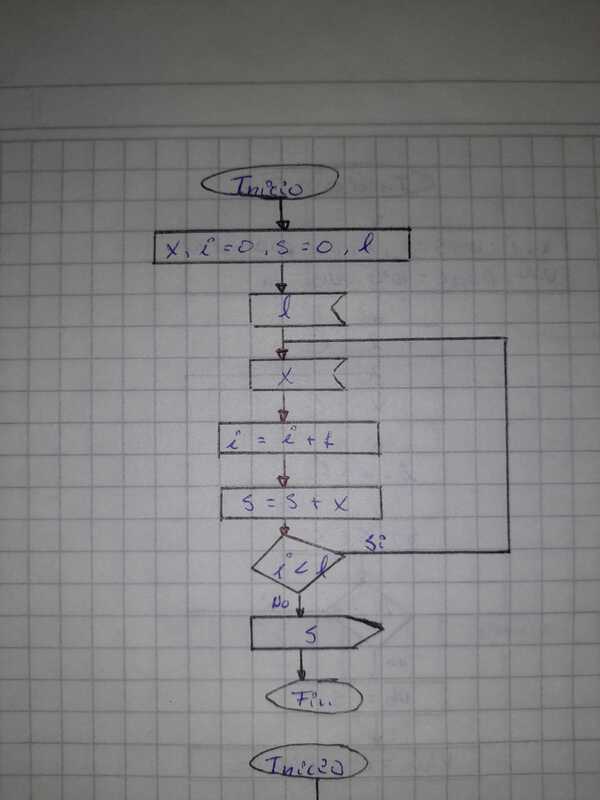 Inicio
x, i=0, s=0, l
l
x
i = i + 1
s = s + x
Si
i < l
No
s
Fin.
Inicio